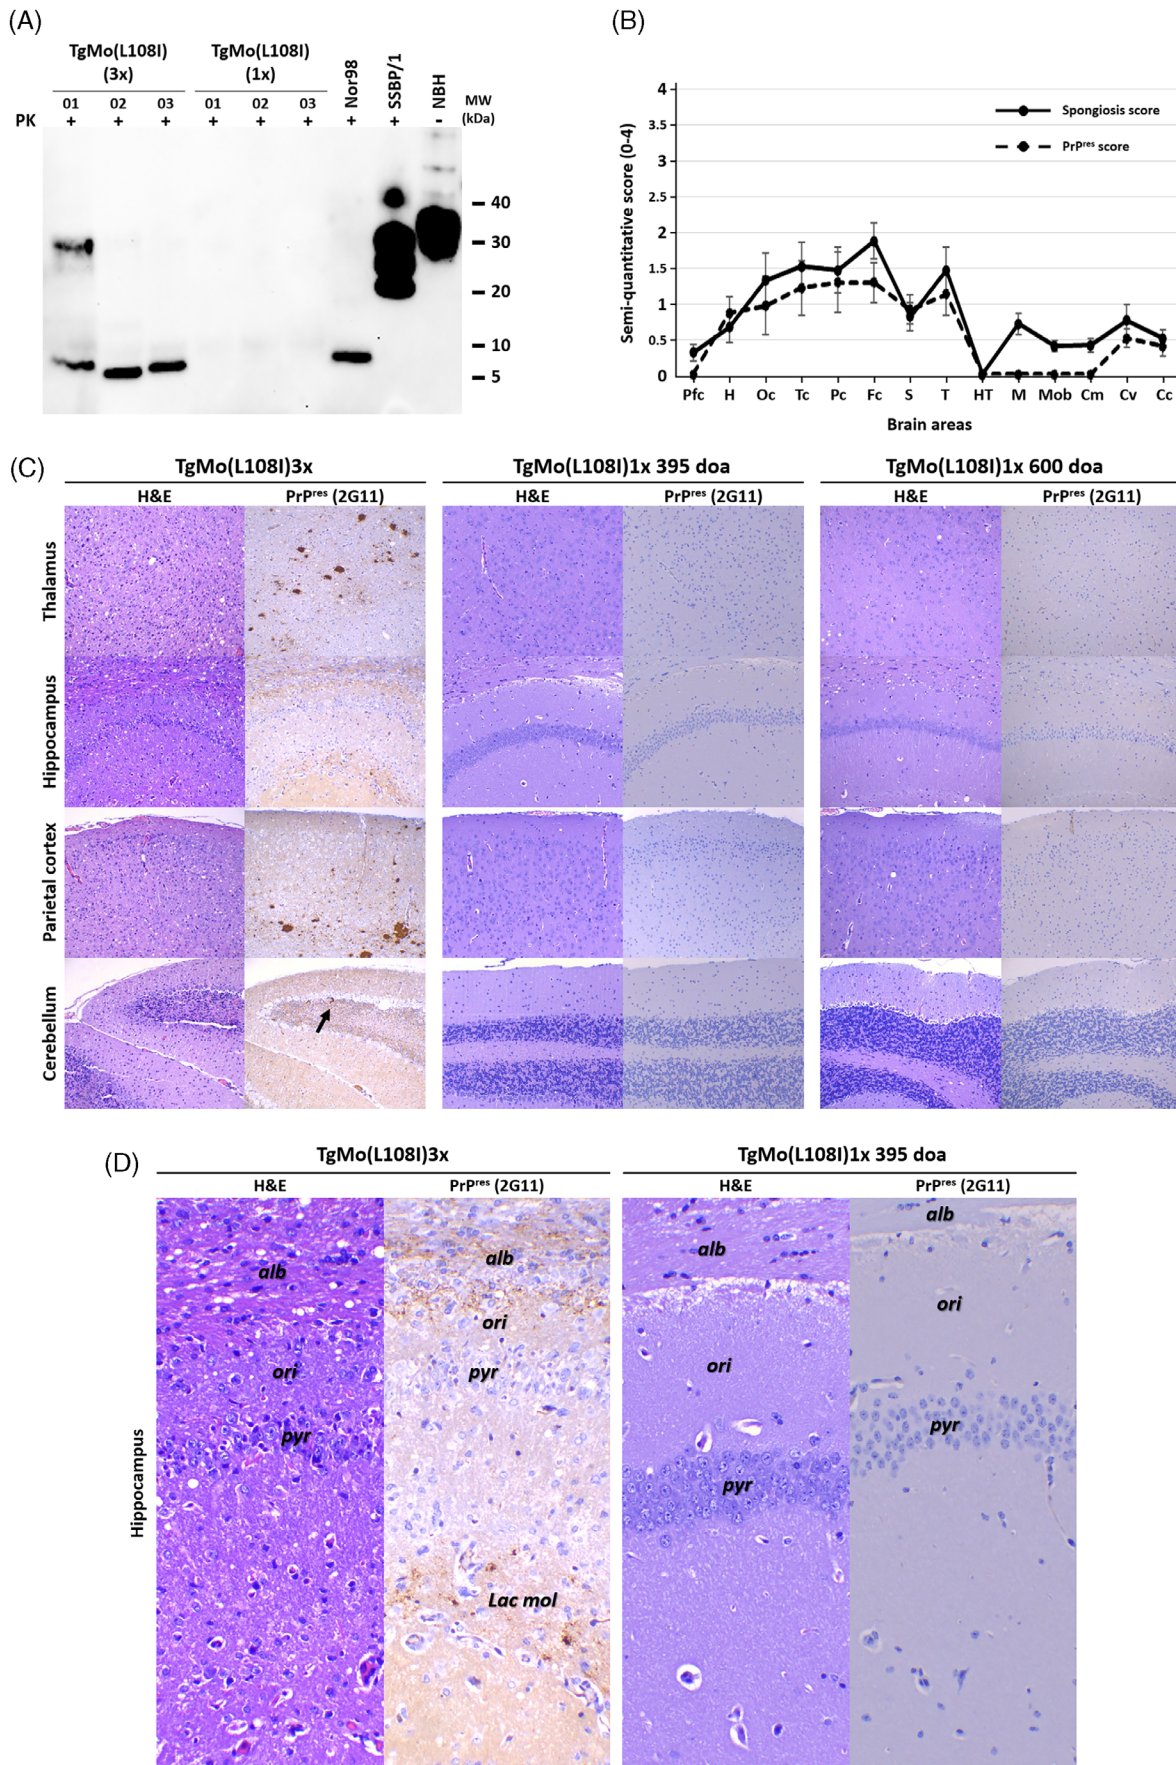 (A)
TgMo(L108I)
(3x)
TgMo(L108I)
(1x)
Nor98
SSBP/1
NBH
01 02 03 01 02 03
MW
(kDa)
PK + + + + + + + + -
40
30
20
10
5
(B)
Semi-quantitative score (0-4)
4
3.5
3
2.5
2
1.5
1
0.5
0
Spongiosis score
PrPres score
Pfc H Oc Tc Pc Fc S T HT M Mob Cm Cv Cc
Brain areas
(C)
TgMo(L108I)3x
TgMo(L108I)1x 395 doa
TgMo(L108I)1x 600 doa
H&E PrPres (2G11) H&E PrPres (2G11) H&E PrPres (2G11)
Thalamus
Hippocampus
Parietal cortex
Cerebellum
(D)
TgMo(L108I)3x
TgMo(L108I)1x 395 doa
H&E PrPres (2G11) H&E PrPres (2G11)
Hippocampus
alb
ori
pyr
alb
ori
pyr
Lac mol
alb
ori
pyr
alb
ori
pyr